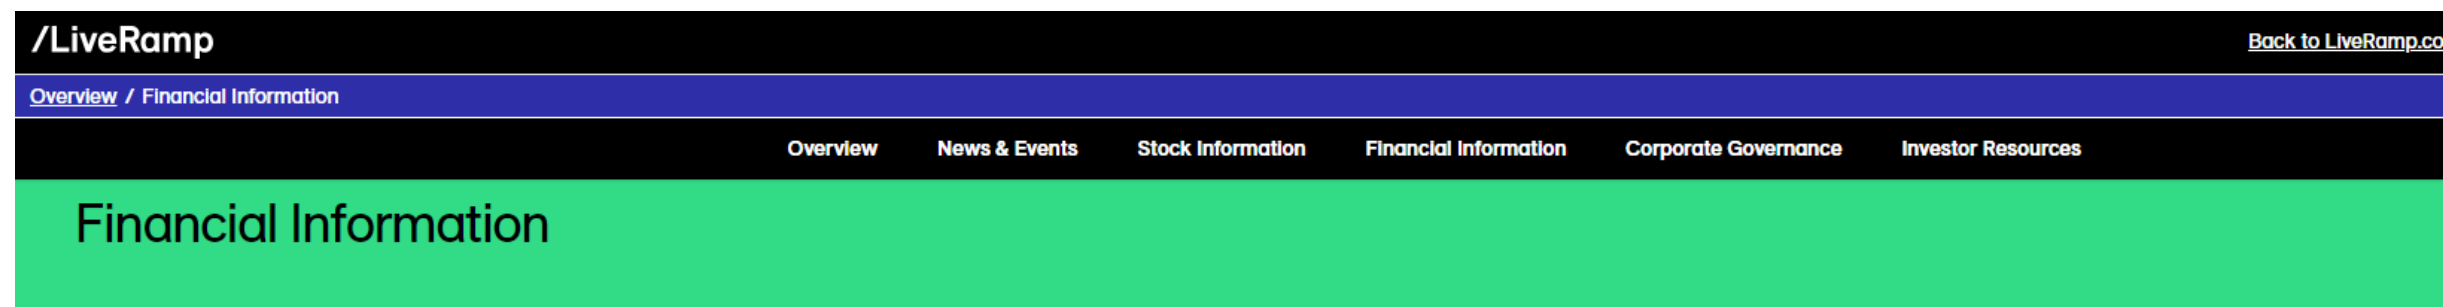 /LiveRamp
Back to LiveRamp.co
Overview / Financial Information
Overview News & Events Stock Information Financial Information Corporate Governance Investor Resources
Financial Information